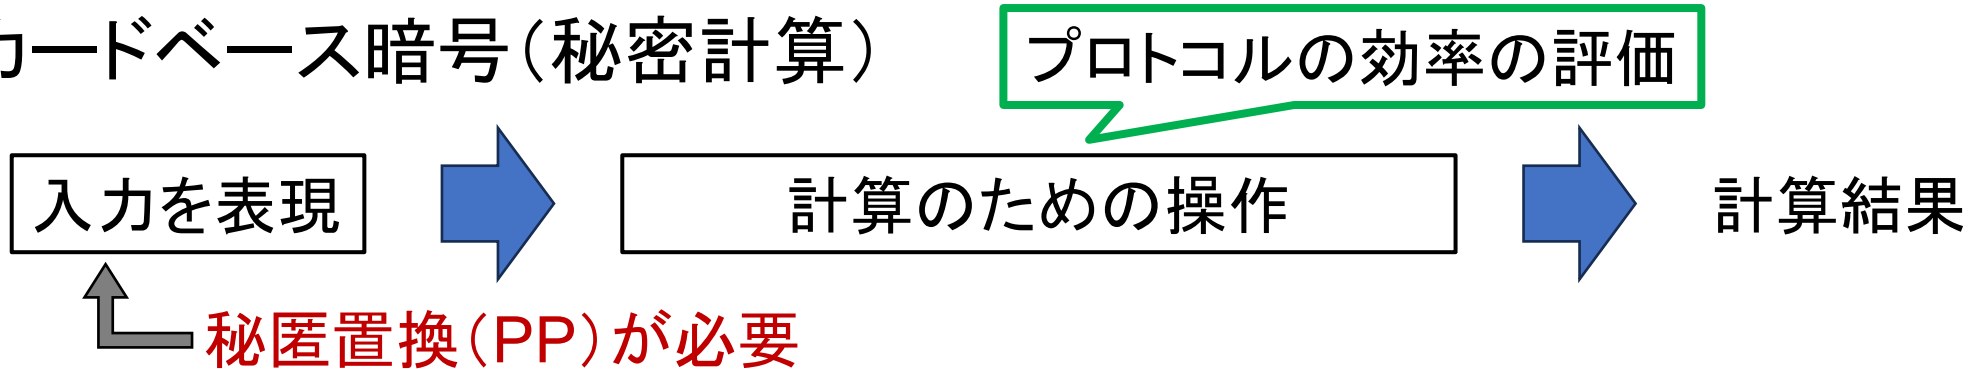 カードベース暗号（秘密計算）
プロトコルの効率の評価
入力を表現
計算のための操作
計算結果
秘匿置換（PP）が必要